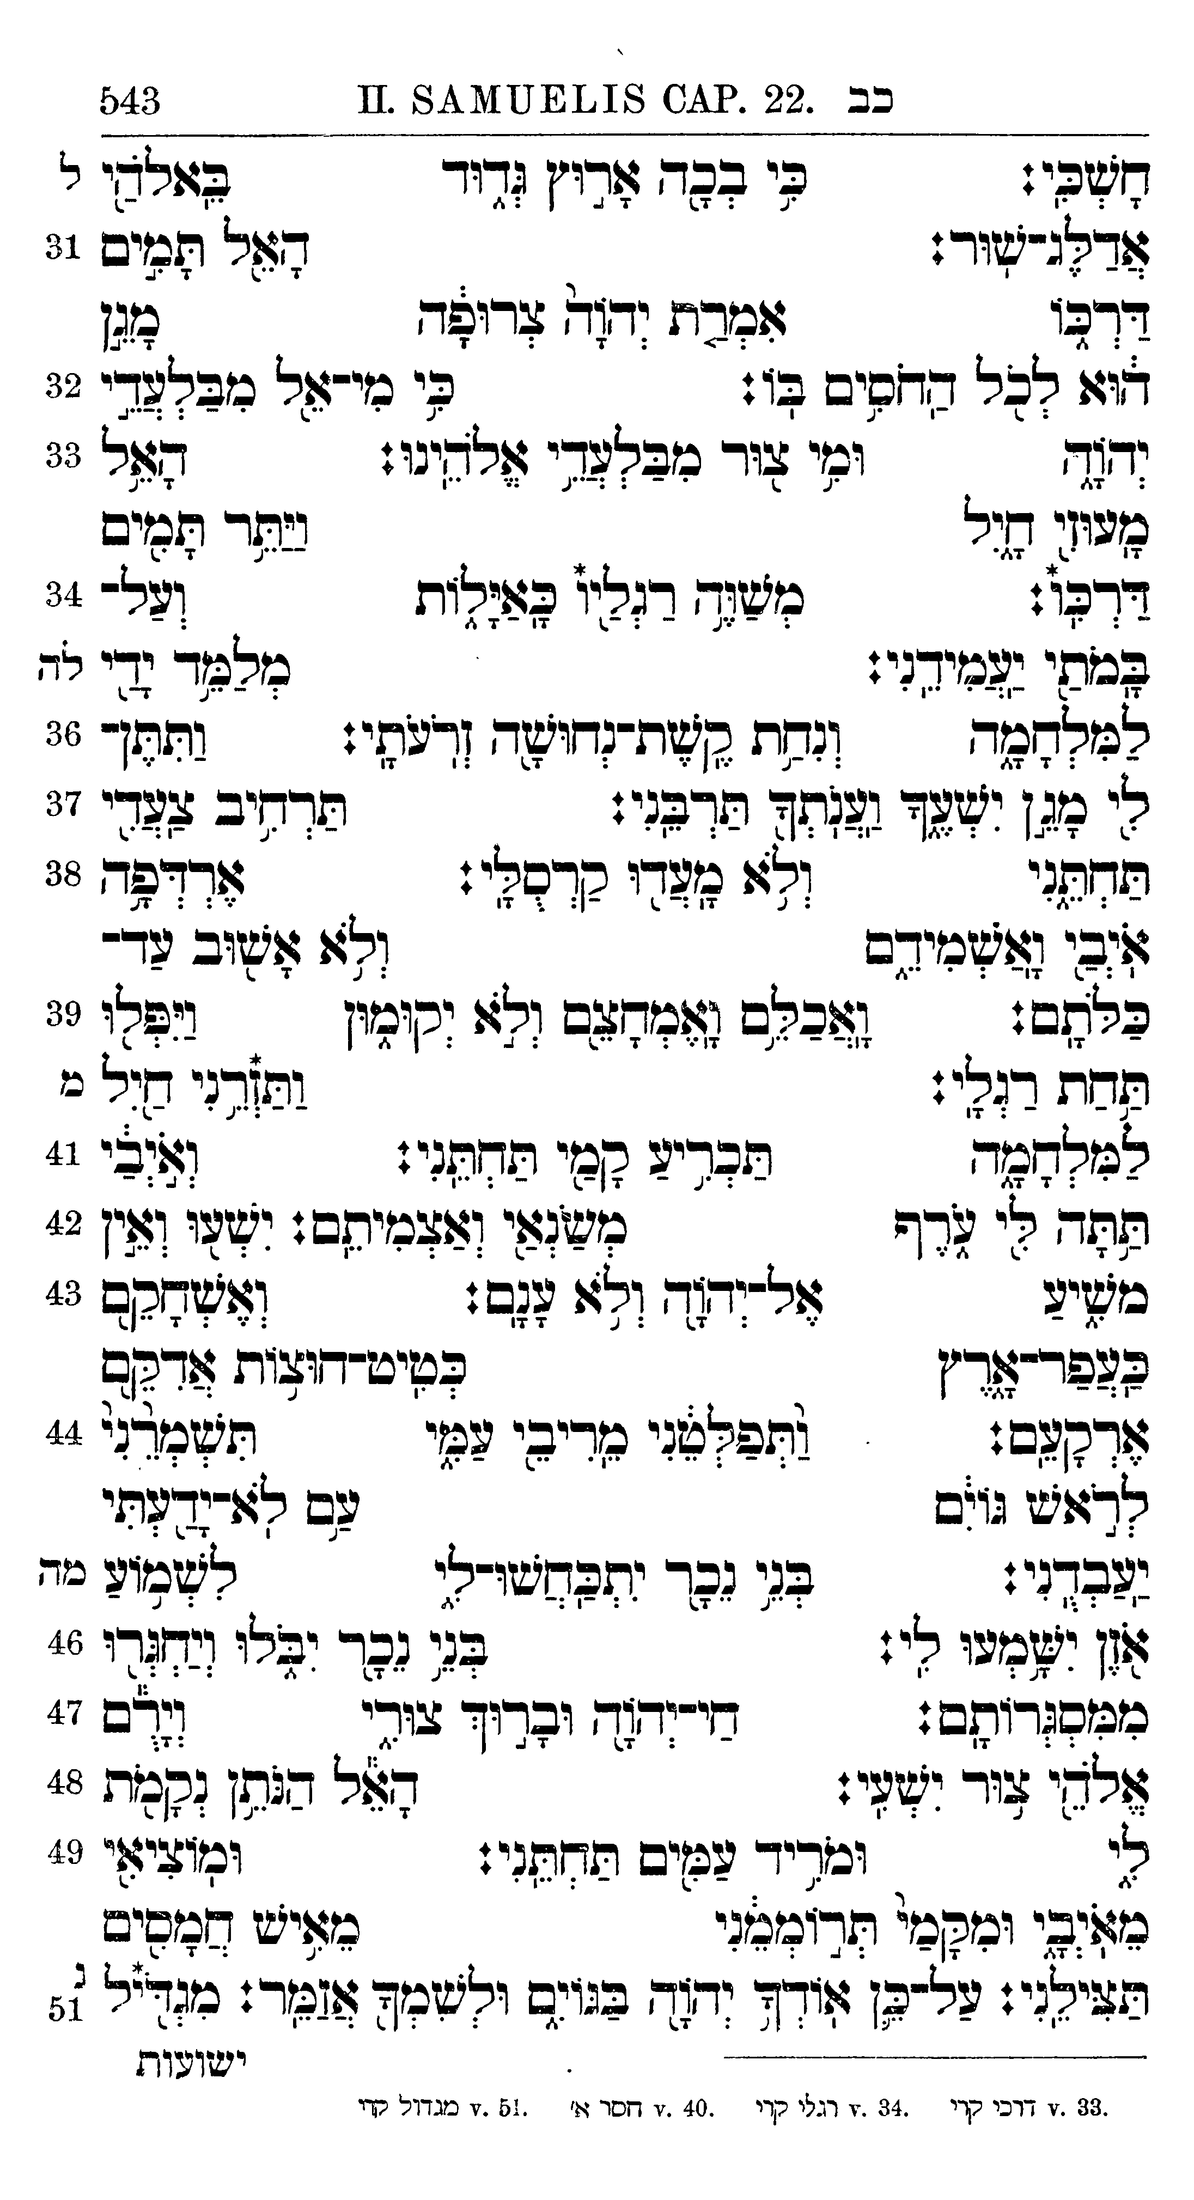 543 II. SAMUELIS CAP. 22. כב
חָשְׁכִּֽי׃ כִּ֥י בְכָ֖ה אָר֣וּץ גְּד֑וּד בֵּֽאלֹהַ֖י ל
אֲדַלֶּג־שֽׁוּר׃ הָאֵ֖ל תָּמִ֣ים 31
דַּרְכּ֑וֹ אִמְרַ֤ת יְהוָֹה֙ צְרוּפָ֔ה מָגֵ֣ן
ה֔וּא לְכֹ֖ל הַחֹסִ֥ים בּֽוֹ׃ כִּ֥י מִי־אֵ֖ל מִבַּלְעֲדֵ֣י 32
יְהוָֹ֑ה וּמִ֥י צ֖וּר מִבַּלְעֲדֵ֥י אֱלֹהֵֽינוּ׃ הָאֵ֥ל 33
מָעוּזִּ֖י חָ֑יִל וַיַּתֵּ֥ר תָּמִ֖ים
דַּרְכּֽוֹ*׃ מְשַׁוֶּ֥ה רַגְלַ֖יו* כָּאַיָּל֑וֹת וְעַל־ 34
בָּמֹתַ֖י יַֽעֲמִידֵֽנִי׃ מְלַמֵּ֥ד יָדַ֖י לה
לַמִּלְחָמָ֑ה וְנִחַ֥ת קֶֽשֶׁת־נְחוּשָׁ֖ה זְרֹֽעֹתָֽי׃ וַתִּתֶּן־ 36
לִ֖י מָגֵ֣ן יִשְׁעֶ֑ךָ וַֽעֲנֹֽתְךָ֖ תַּרְבֵּֽנִי׃ תַּרְחִ֥יב צַֽעֲדִ֖י 37
תַּחְתֵּ֑נִי וְלֹ֥א מָֽעֲד֖וּ קַרְסֻלָּֽי׃ אֶרְדְּפָ֥ה 38
אֹֽיְבַ֖י וָֽאַשְׁמִידֵ֑ם וְלֹ֥א אָשׁ֖וּב עַד־
כַּלֹּתָֽם׃ וָֽאֲכַלֵּ֥ם וָֽאֶמְחָצֵ֖ם וְלֹ֣א יְקוּמ֑וּן וַֽיִּפְּל֖וּ 39
תַּ֥חַת רַגְלָֽי׃ וַתַּזְרֵ֥נִי* חַ֖יִל מ
לַמִּלְחָמָ֑ה תַּכְרִ֥יעַ קָמַ֖י תַּחְתֵּֽנִי׃ וְאֹ֣יְבַ֔י 41
תַּ֥תָּה לִּ֖י עֹ֑רֶף מְשַׂנְאַ֖י וָאַצְמִיתֵֽם׃ יִשְׁע֖וּ וְאֵ֣ין 42
מֹשִׁ֑יעַ אֶל־יְהוָֹ֖ה וְלֹ֥א עָנָֽם׃ וְאֶשְׁחָקֵ֖ם 43
כַּֽעֲפַר־אָ֑רֶץ כְּטִֽיט־חוּצ֥וֹת אֲדִקֵּ֖ם
אֶרְקָעֵֽם׃ וַֽתְּפַלְּטֵ֔נִי מֵֽרִיבֵ֖י עַמִּ֑י תִּשְׁמְרֵ֙נִי֙ 44
לְרֹ֣אשׁ גּוֹיִ֔ם עַ֥ם לֹֽא־יָדַ֖עְתִּי
יַֽעַבְדֻֽנִי׃ בְּנֵ֥י נֵכָ֖ר יִתְכַּֽחֲשׁוּ־לִ֑י לִשְׁמ֥וֹעַ מה
אֹ֖זֶן יִשָּׁ֥מְעוּ לִֽי׃ בְּנֵ֥י נֵכָ֖ר יִבֹּ֑לוּ וְיַחְגְּר֖וּ 46
מִמִּסְגְּרוֹתָֽם׃ חַי־יְהוָֹ֖ה וּבָר֣וּךְ צוּרִ֑י וְיָרֻ֕ם 47
אֱלֹהֵ֖י צ֥וּר יִשְׁעִֽי׃ הָאֵ֕ל הַנֹּתֵ֥ן נְקָמֹ֖ת 48
לִ֑י וּמֹרִ֥יד עַמִּ֖ים תַּחְתֵּֽנִי׃ וּמֽוֹצִיאִ֖י 49
מֵאֹֽיְבָ֑י וּמִקָּמַי֙ תְּר֣וֹמְמֵ֔נִי מֵאִ֥ישׁ חֲמָסִ֖ים
תַּצִּילֵֽנִי׃ עַל־כֵּ֛ן אֽוֹדְךָ֥ יְהוָֹ֖ה בַּגּוֹיִ֑ם וּלְשִׁמְךָ֖ אֲזַמֵּֽר׃ מִגְדִּ֖יל* נ 51
ישועות
v. 33. דרכי קרי v. 34. רגלי קרי v. 40. חסר א׳ v. 51. מגדול קרי